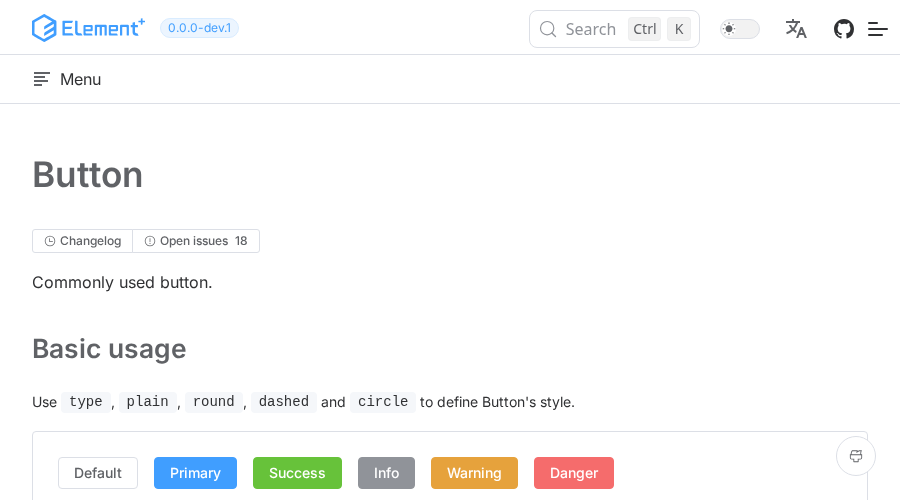 Element+ 0.0.0-dev.1 Search Ctrl K
Menu
Button
Changelog Open issues 18
Commonly used button.
Basic usage
Use type, plain, round, dashed and circle to define Button's style.
Default Primary Success Info Warning Danger